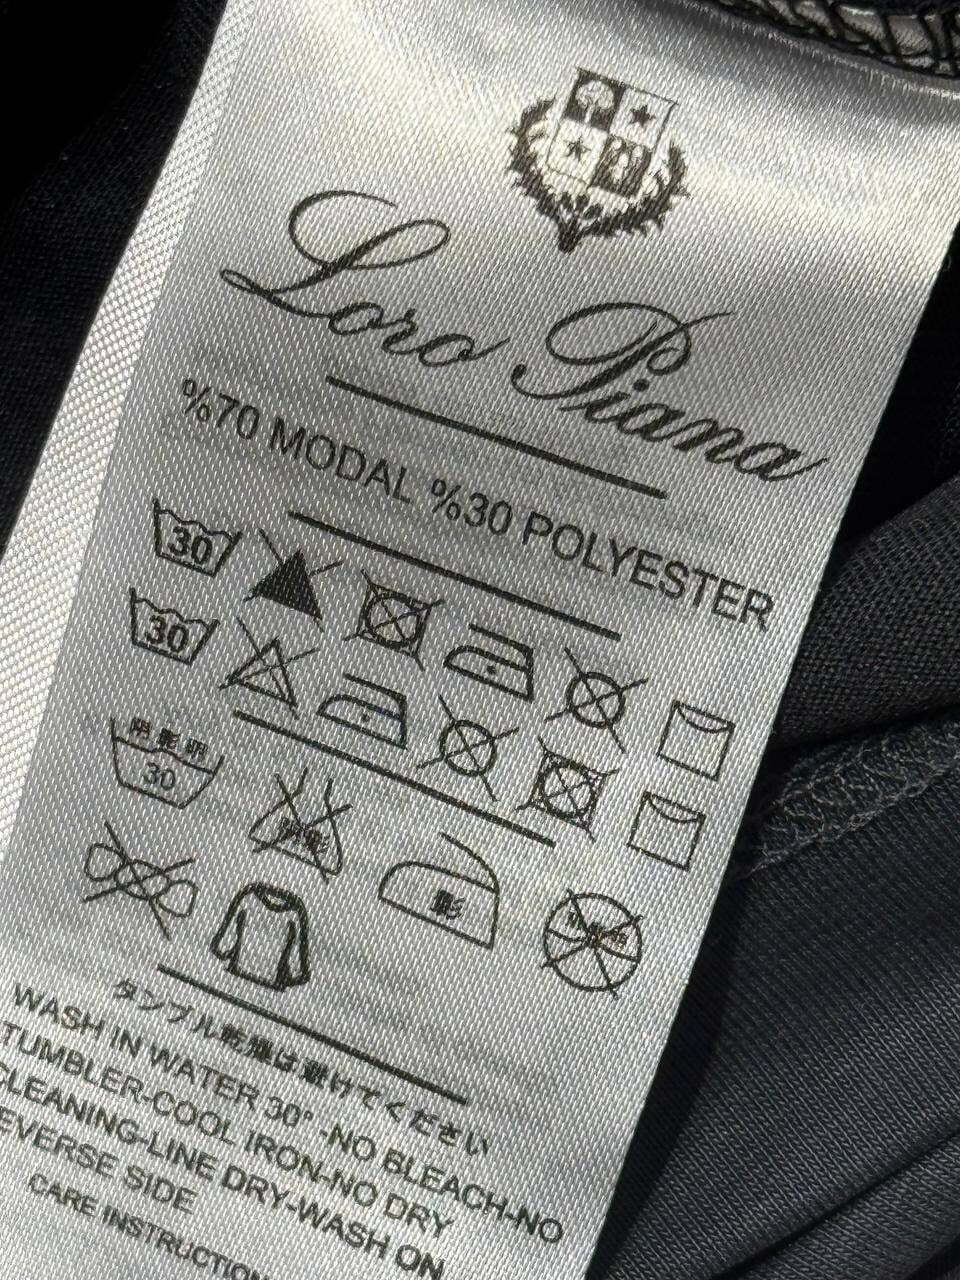 Loro Piana
%70 MODAL %30 POLYESTER
30
30
30
タンブル乾燥は避けてください
WASH IN WATER 30° -NO BLEACH-NO
TUMBLER-COOL IRON-NO DRY
CLEANING-LINE DRY-WASH ON
EVERSE SIDE
CARE INSTRUCTION